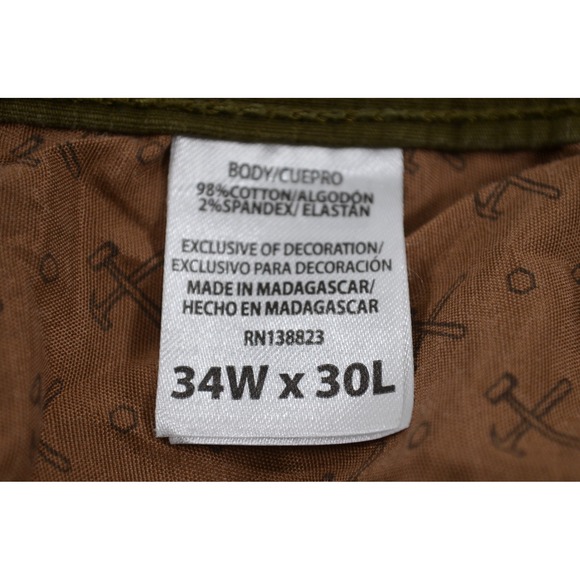 BODY/CUEPRO
98%COTTON/ALGODÓN
2%SPANDEX/ELASTÁN
EXCLUSIVE OF DECORATION/
EXCLUSIVO PARA DECORACIÓN
MADE IN MADAGASCAR/
HECHO EN MADAGASCAR
RN138823
34W x 30L